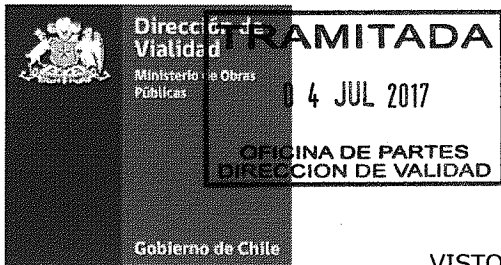 Dirección de
Vialidad
Ministerio de Obras
Públicas
TRAMITADA
0 4 JUL 2017
OFICINA DE PARTES
DIRECCION DE VALIDAD
Gobierno de Chile
VISTO